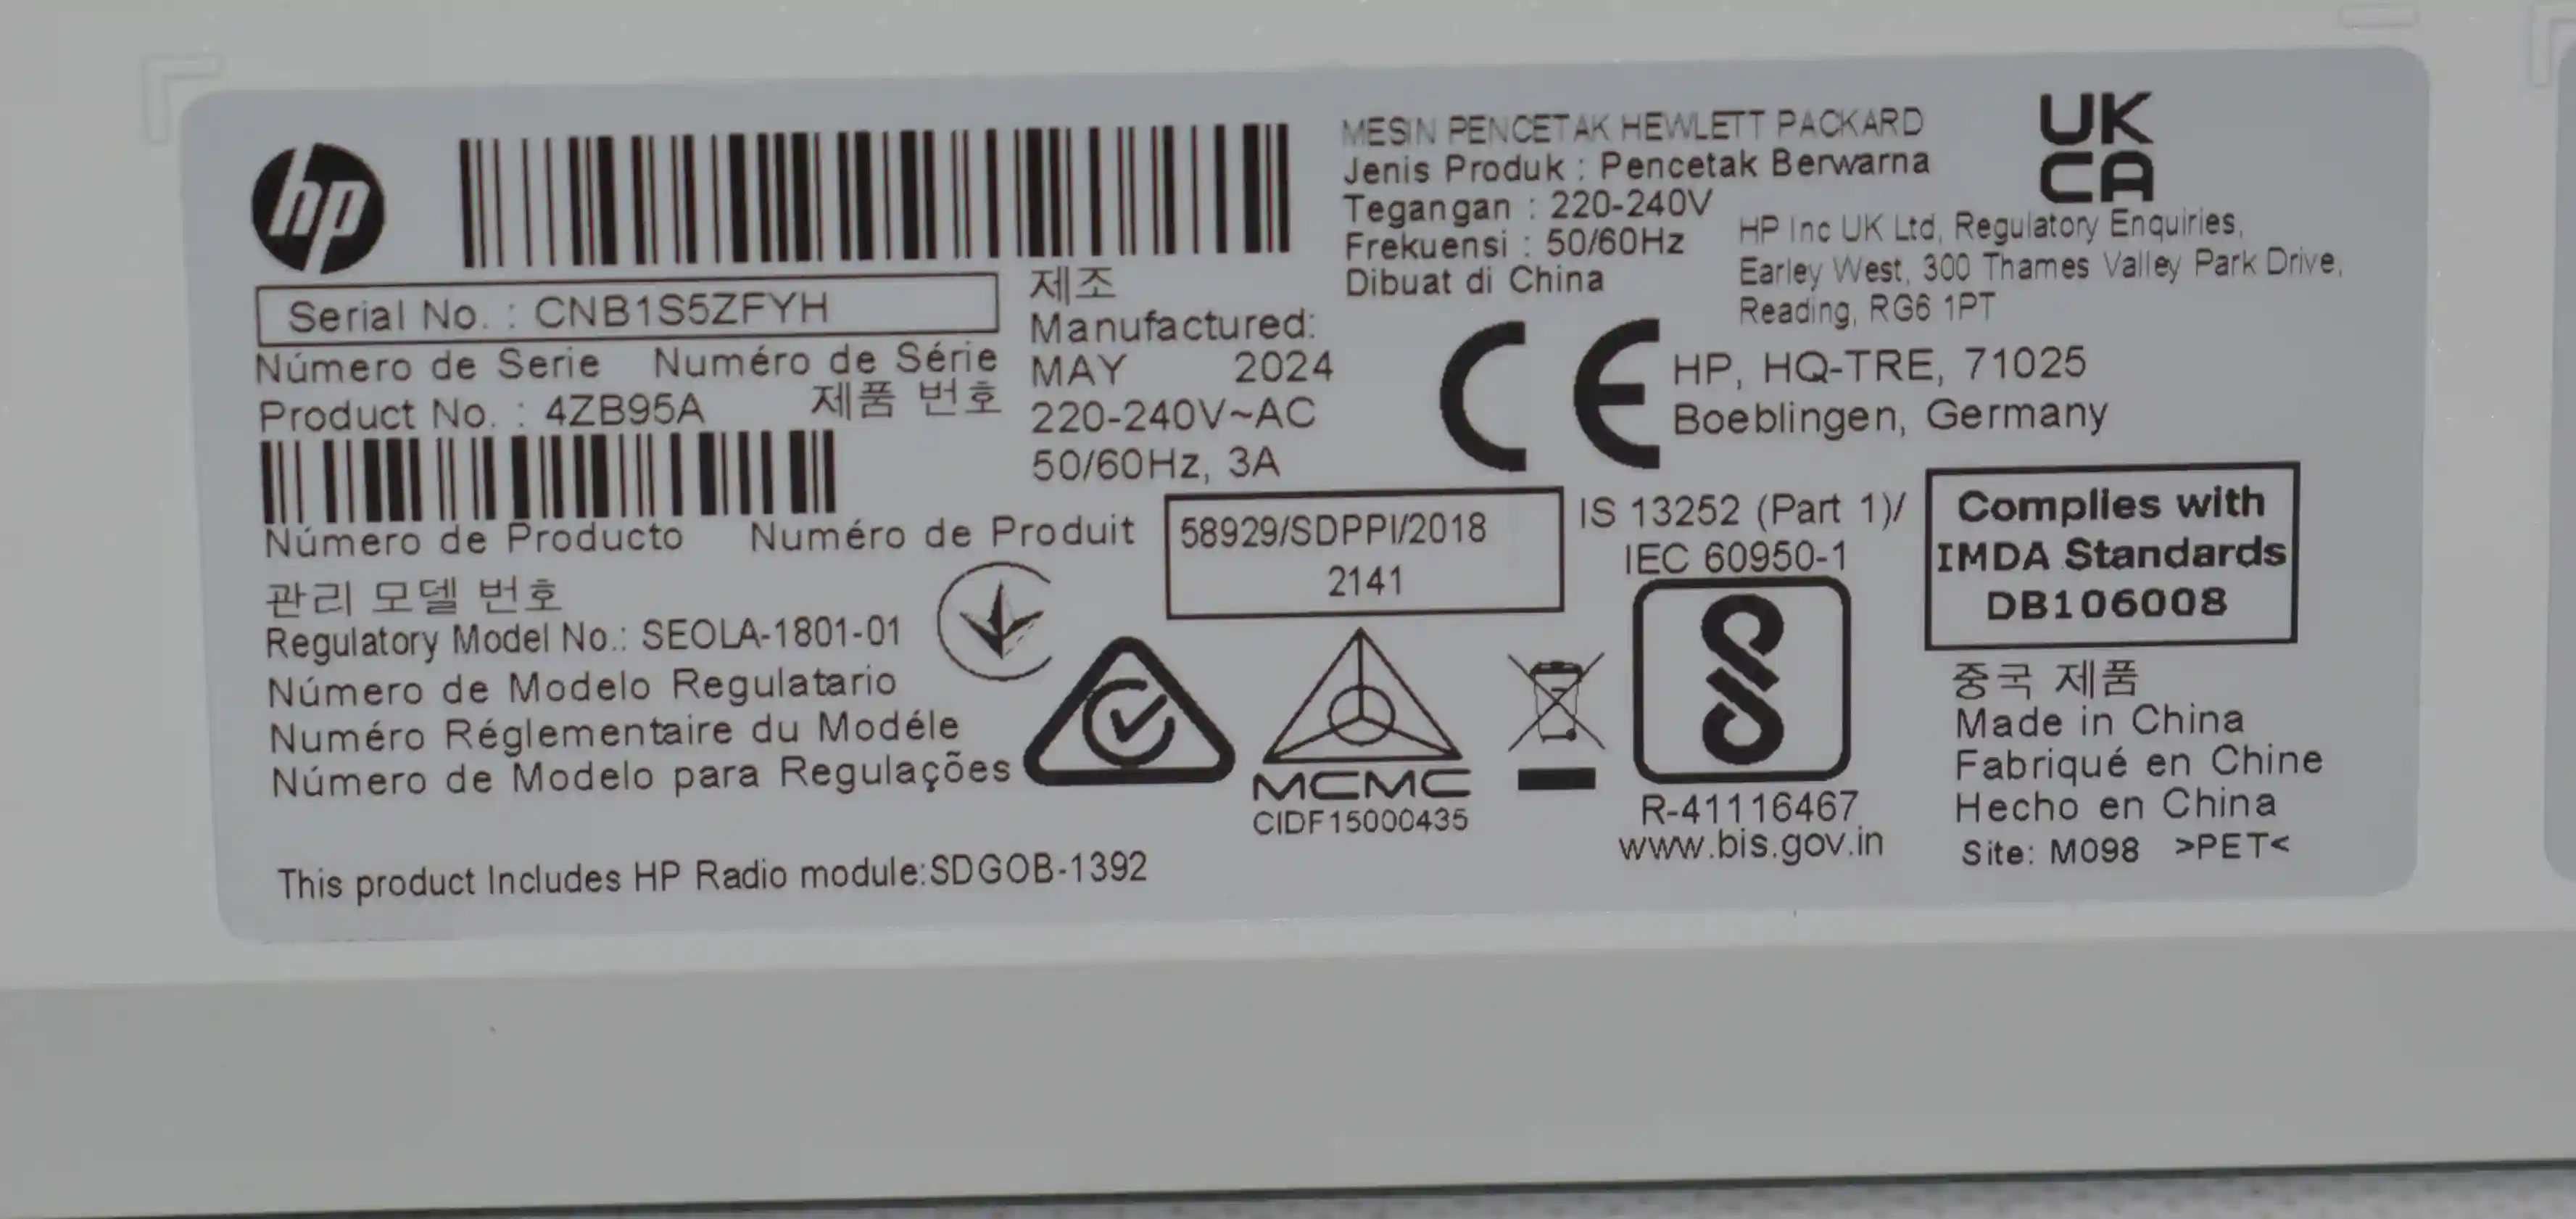 hp
Serial No. : CNB1S5ZFYH
Número de Serie Numéro de Série
Product No. : 4ZB95A 제품 번호
Número de Producto Numéro de Produit
관리 모델 번호
Regulatory Model No.: SEOLA-1801-01
Número de Modelo Regulatario
Numéro Réglementaire du Modéle
Número de Modelo para Regulações
This product Includes HP Radio module:SDGOB-1392
제조
Manufactured:
MAY 2024
220-240V~AC
50/60Hz, 3A
MESIN PENCETAK HEWLETT PACKARD
Jenis Produk : Pencetak Berwarna
Tegangan : 220-240V
Frekuensi : 50/60Hz
Dibuat di China
UK
CA
HP Inc UK Ltd, Regulatory Enquiries,
Earley West, 300 Thames Valley Park Drive,
Reading, RG6 1PT
CE
HP, HQ-TRE, 71025
Boeblingen, Germany
58929/SDPPI/2018
2141
MCMC
CIDF15000435
IS 13252 (Part 1)/
IEC 60950-1
R-41116467
www.bis.gov.in
Complies with
IMDA Standards
DB106008
중국 제품
Made in China
Fabriqué en Chine
Hecho en China
Site: M098 >PET<